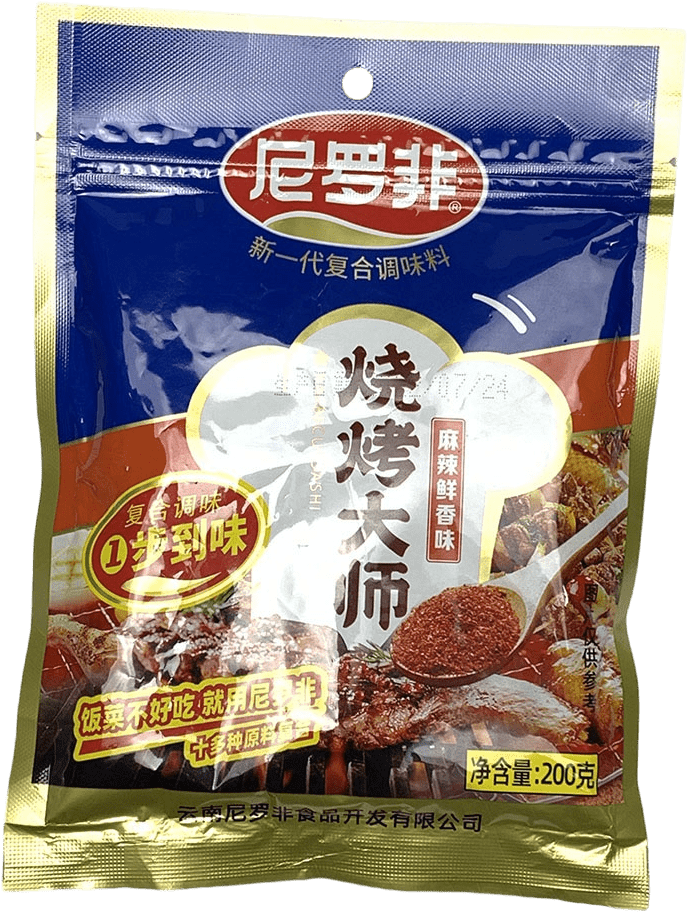 尼罗非®
新一代复合调味料
烧烤大师
麻辣鲜香味
复合调味
1步到味
饭菜不好吃 就用尼罗非
十多种原料复合
仅供参考
净含量:200克
云南尼罗非食品开发有限公司